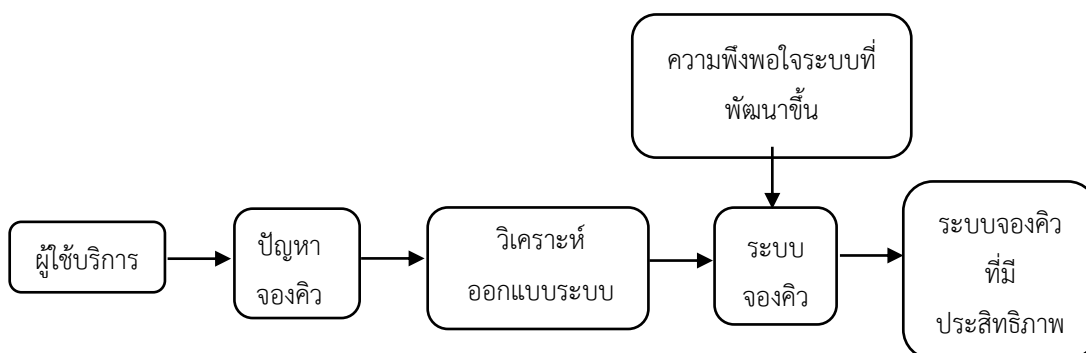 ความพึงพอใจระบบที่
พัฒนาขึ้น
ผู้ใช้บริการ
ปัญหา
จองคิว
วิเคราะห์
ออกแบบระบบ
ระบบ
จองคิว
ระบบจองคิว
ที่มี
ประสิทธิภาพ